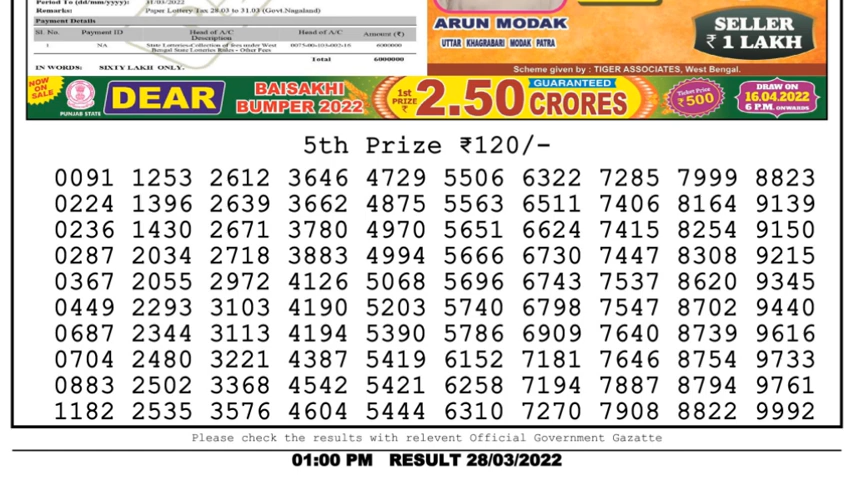 Period To (dd/mm/yyyy): 31/03/2022
Remarks: Paper Lottery Tax 28.03 to 31.03 (Govt.Nagaland)
Payment Details
Sl. No. Payment ID Head of A/C Description Head of A/C Amount (₹)
1 NA State Lotteries-Collection of fees under West Bengal State Lotteries Rules - Other Fees 0075-00-103-002-16 6000000
Total 6000000
IN WORDS: SIXTY LAKH ONLY.
ARUN MODAK
UTTAR KHAGRABARI MODAK PATRA
SELLER
₹ 1 LAKH
Scheme given by : TIGER ASSOCIATES, West Bengal.
NOW ON SALE
PUNJAB STATE
DEAR
BAISAKHI
BUMPER 2022
1st PRIZE ₹
2.50
GUARANTEED
CRORES
Ticket Price
₹500
DRAW ON
16.04.2022
6 P.M. ONWARDS
5th Prize ₹120/-
0091 1253 2612 3646 4729 5506 6322 7285 7999 8823
0224 1396 2639 3662 4875 5563 6511 7406 8164 9139
0236 1430 2671 3780 4970 5651 6624 7415 8254 9150
0287 2034 2718 3883 4994 5666 6730 7447 8308 9215
0367 2055 2972 4126 5068 5696 6743 7537 8620 9345
0449 2293 3103 4190 5203 5740 6798 7547 8702 9440
0687 2344 3113 4194 5390 5786 6909 7640 8739 9616
0704 2480 3221 4387 5419 6152 7181 7646 8754 9733
0883 2502 3368 4542 5421 6258 7194 7887 8794 9761
1182 2535 3576 4604 5444 6310 7270 7908 8822 9992
Please check the results with relevent Official Government Gazatte
01:00 PM RESULT 28/03/2022